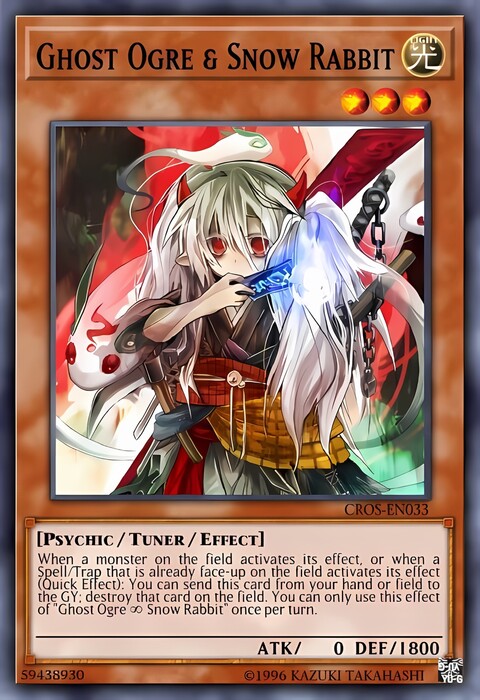 Ghost Ogre & Snow Rabbit
光
CROS-EN033
[Psychic / Tuner / Effect]
When a monster on the field activates its effect, or when a
Spell/Trap that is already face-up on the field activates its effect
(Quick Effect): You can send this card from your hand or field to
the GY; destroy that card on the field. You can only use this effect
of "Ghost Ogre ∞ Snow Rabbit" once per turn.
ATK/ 0 DEF/1800
59438930
©1996 KAZUKI TAKAHASHI